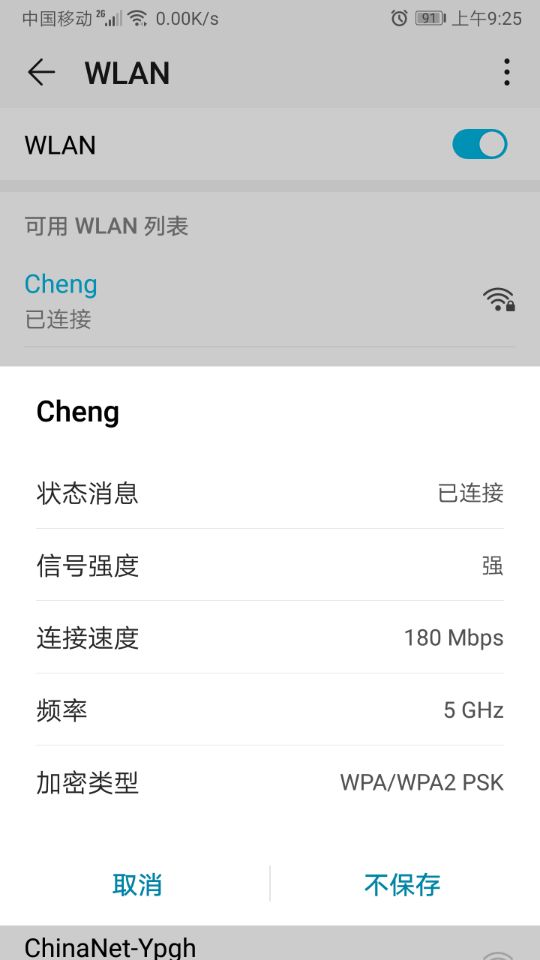 中国移动 2G 0.00K/s 91 上午9:25
WLAN
WLAN
可用 WLAN 列表
Cheng
已连接
Cheng
状态消息 已连接
信号强度 强
连接速度 180 Mbps
频率 5 GHz
加密类型 WPA/WPA2 PSK
取消 不保存
ChinaNet-Ypgh